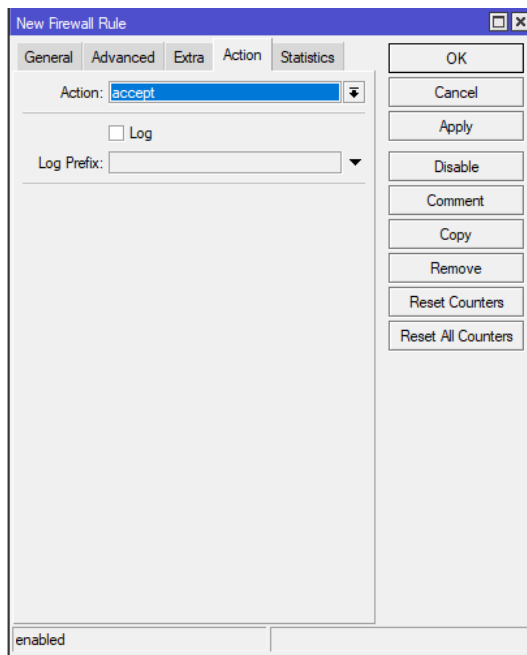 New Firewall Rule
General Advanced Extra Action Statistics
OK
Action: accept
Cancel
Log
Apply
Log Prefix:
Disable
Comment
Copy
Remove
Reset Counters
Reset All Counters
enabled